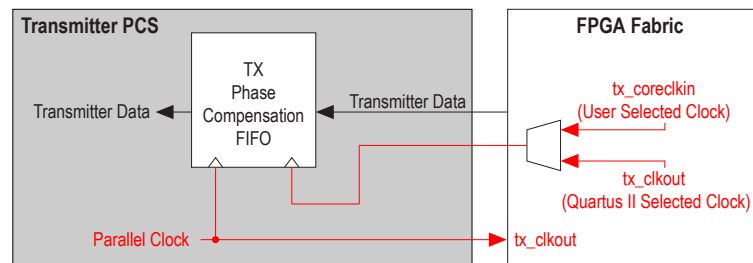 Transmitter PCS
FPGA Fabric
TX
Phase
Compensation
FIFO
Transmitter Data
Transmitter Data
tx_coreclkin
(User Selected Clock)
tx_clkout
(Quartus II Selected Clock)
Parallel Clock
tx_clkout